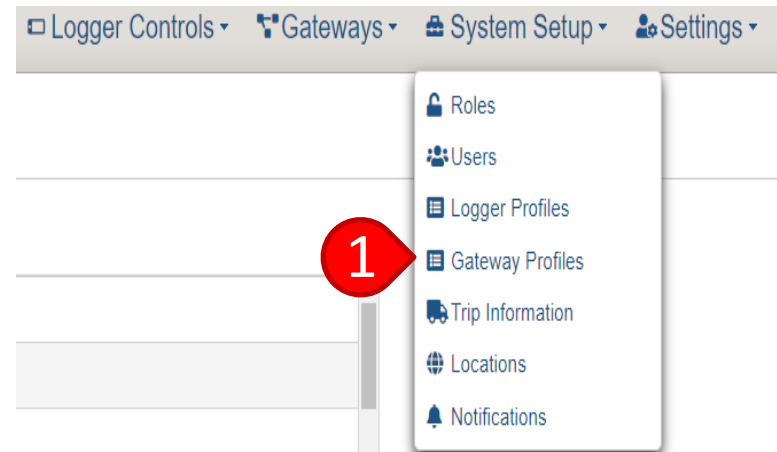 Logger Controls Gateways System Setup Settings
Roles
Users
Logger Profiles
1 Gateway Profiles
Trip Information
Locations
Notifications